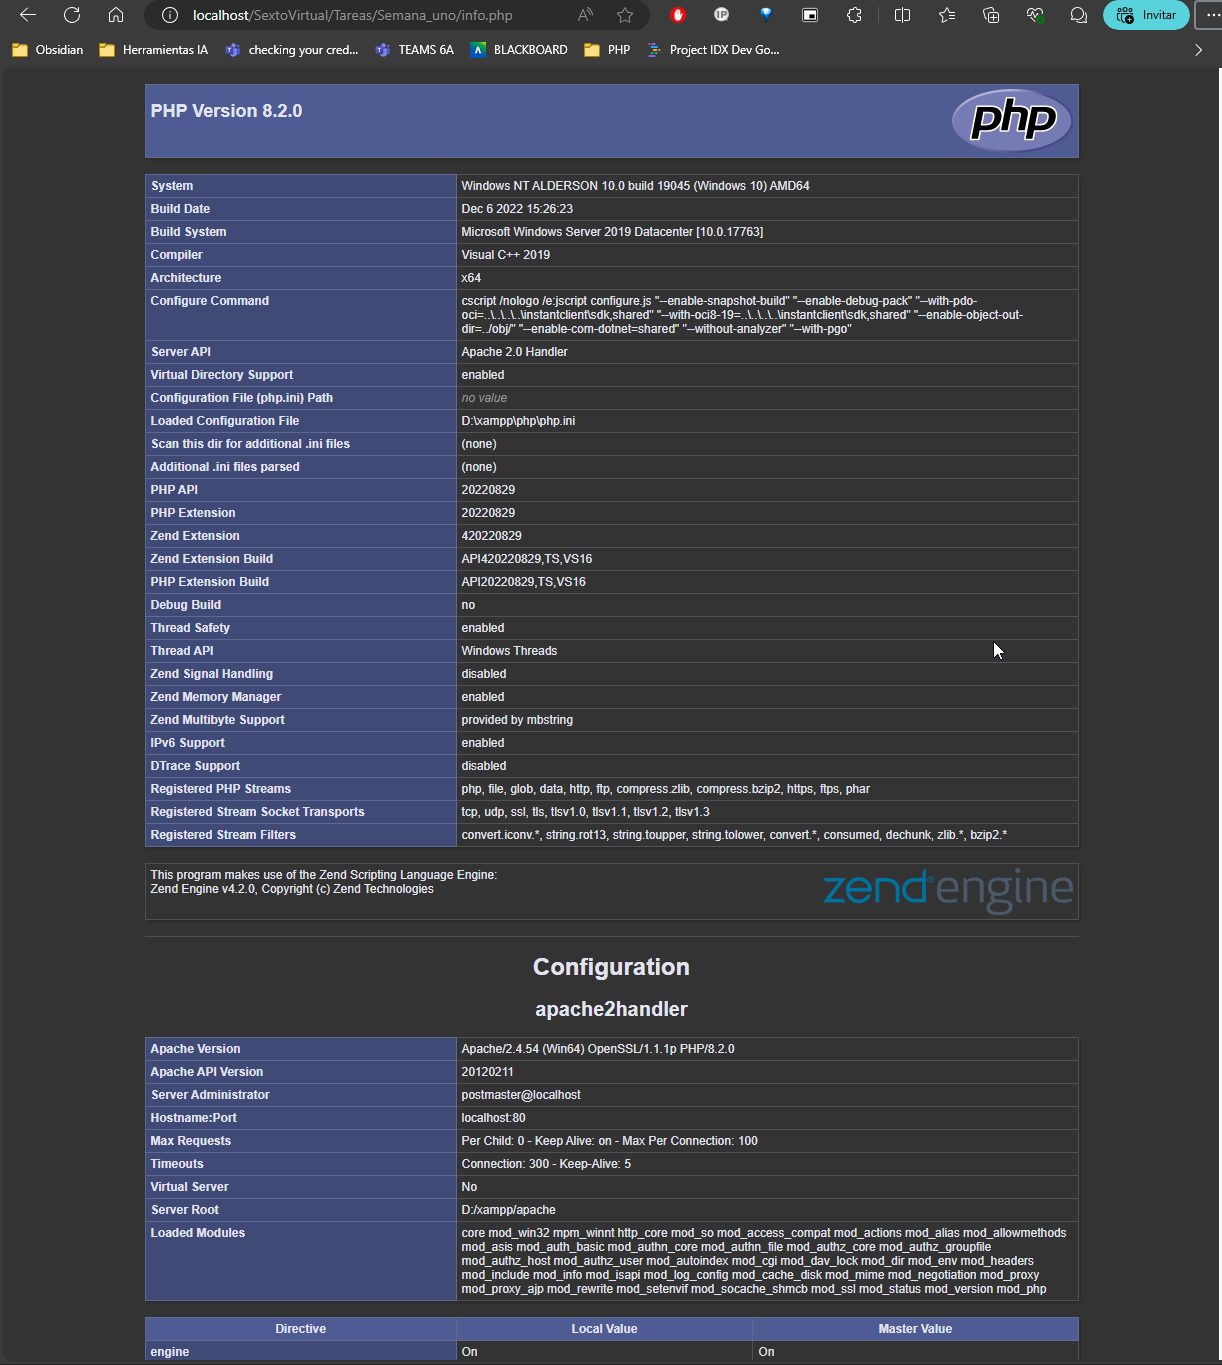 localhost/SextoVirtual/Tareas/Semana_uno/info.php
Invitar
Obsidian Herramientas IA checking your cred... TEAMS 6A BLACKBOARD PHP Project IDX Dev Go...
PHP Version 8.2.0
php
System Windows NT ALDERSON 10.0 build 19045 (Windows 10) AMD64
Build Date Dec 6 2022 15:26:23
Build System Microsoft Windows Server 2019 Datacenter [10.0.17763]
Compiler Visual C++ 2019
Architecture x64
Configure Command cscript /nologo /e:jscript configure.js "--enable-snapshot-build" "--enable-debug-pack" "--with-pdo-
oci=..\..\..\..\instantclient\sdk,shared" "--with-oci8-19=..\..\..\..\instantclient\sdk,shared" "--enable-object-out-
dir=../obj/" "--enable-com-dotnet=shared" "--without-analyzer" "--with-pgo"
Server API Apache 2.0 Handler
Virtual Directory Support enabled
Configuration File (php.ini) Path no value
Loaded Configuration File D:\xampp\php\php.ini
Scan this dir for additional .ini files (none)
Additional .ini files parsed (none)
PHP API 20220829
PHP Extension 20220829
Zend Extension 420220829
Zend Extension Build API420220829,TS,VS16
PHP Extension Build API20220829,TS,VS16
Debug Build no
Thread Safety enabled
Thread API Windows Threads
Zend Signal Handling disabled
Zend Memory Manager enabled
Zend Multibyte Support provided by mbstring
IPv6 Support enabled
DTrace Support disabled
Registered PHP Streams php, file, glob, data, http, ftp, compress.zlib, compress.bzip2, https, ftps, phar
Registered Stream Socket Transports tcp, udp, ssl, tls, tlsv1.0, tlsv1.1, tlsv1.2, tlsv1.3
Registered Stream Filters convert.iconv.*, string.rot13, string.toupper, string.tolower, convert.*, consumed, dechunk, zlib.*, bzip2.*
This program makes use of the Zend Scripting Language Engine:
Zend Engine v4.2.0, Copyright (c) Zend Technologies
zend engine
Configuration
apache2handler
Apache Version Apache/2.4.54 (Win64) OpenSSL/1.1.1p PHP/8.2.0
Apache API Version 20120211
Server Administrator postmaster@localhost
Hostname:Port localhost:80
Max Requests Per Child: 0 - Keep Alive: on - Max Per Connection: 100
Timeouts Connection: 300 - Keep-Alive: 5
Virtual Server No
Server Root D:/xampp/apache
Loaded Modules core mod_win32 mpm_winnt http_core mod_so mod_access_compat mod_actions mod_alias mod_allowmethods
mod_asis mod_auth_basic mod_authn_core mod_authn_file mod_authz_core mod_authz_groupfile
mod_authz_host mod_authz_user mod_autoindex mod_cgi mod_dav_lock mod_dir mod_env mod_headers
mod_include mod_info mod_isapi mod_log_config mod_cache_disk mod_mime mod_negotiation mod_proxy
mod_proxy_ajp mod_rewrite mod_setenvif mod_socache_shmcb mod_ssl mod_status mod_version mod_php
Directive Local Value Master Value
engine On On